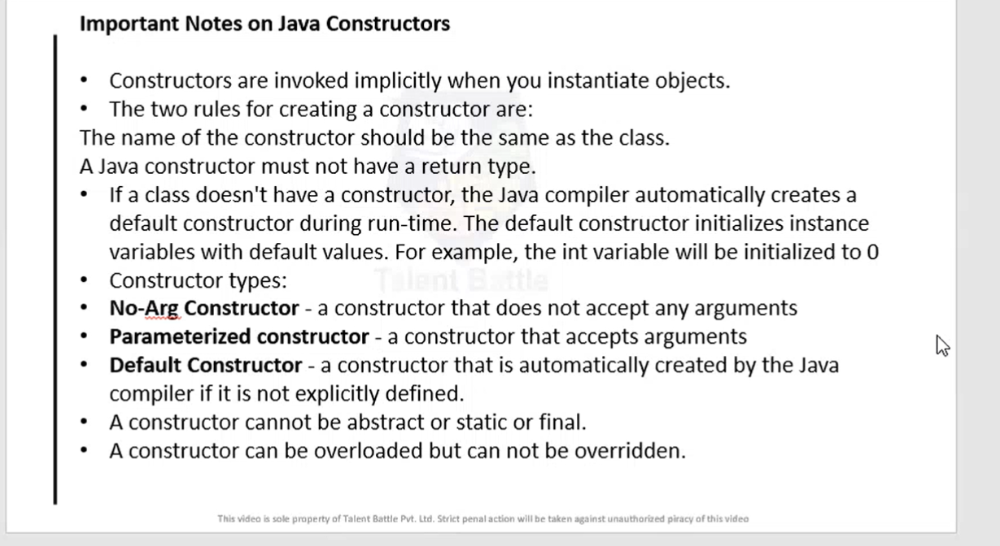 Important Notes on Java Constructors
• Constructors are invoked implicitly when you instantiate objects.
• The two rules for creating a constructor are:
The name of the constructor should be the same as the class.
A Java constructor must not have a return type.
• If a class doesn't have a constructor, the Java compiler automatically creates a
default constructor during run-time. The default constructor initializes instance
variables with default values. For example, the int variable will be initialized to 0
• Constructor types:
Talent Battle
• No-Arg Constructor - a constructor that does not accept any arguments
• Parameterized constructor - a constructor that accepts arguments
• Default Constructor - a constructor that is automatically created by the Java
compiler if it is not explicitly defined.
• A constructor cannot be abstract or static or final.
• A constructor can be overloaded but can not be overridden.
This video is sole property of Talent Battle Pvt. Ltd. Strict penal action will be taken against unauthorized piracy of this video